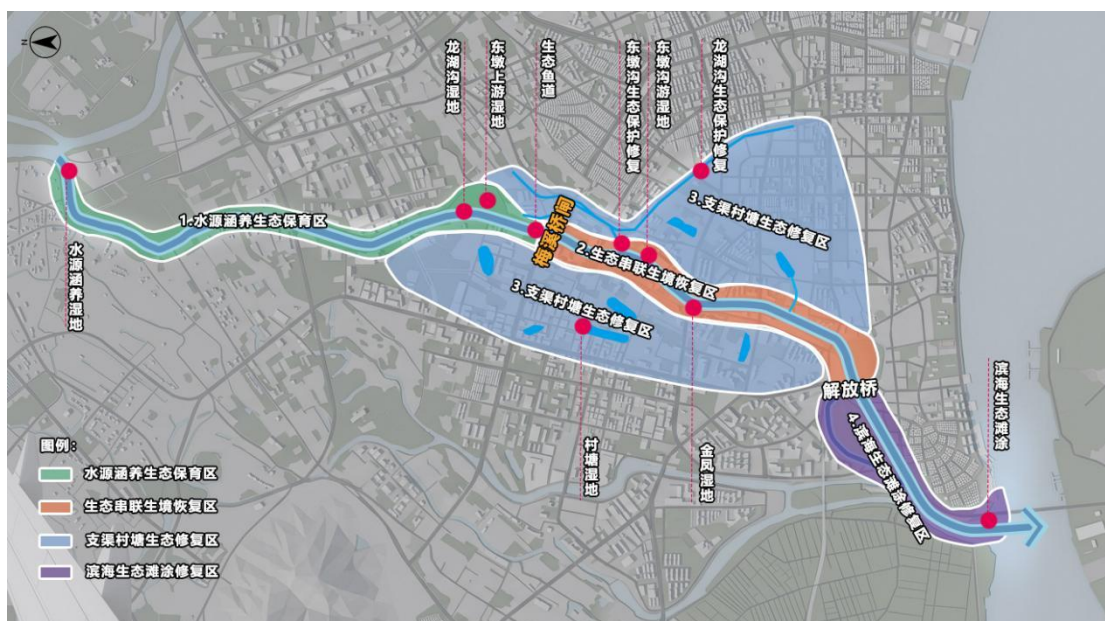 N
龙湖沟湿地
东墩上游湿地
生态鱼道
东墩沟生态保护修复
东墩沟游湿地
龙湖沟生态保护修复
1.水源涵养生态保育区
梅溪桥闸
3.支渠村塘生态修复区
2.生态串联生境恢复区
3.支渠村塘生态修复区
水源涵养湿地
解放桥
滨海生态滩涂
4.滨海生态滩涂修复区
村塘湿地
金凤湿地
图例：
水源涵养生态保育区
生态串联生境恢复区
支渠村塘生态修复区
滨海生态滩涂修复区